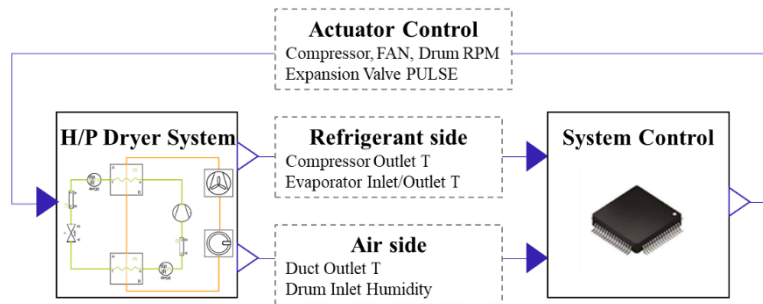 Actuator Control
Compressor, FAN, Drum RPM
Expansion Valve PULSE
H/P Dryer System
Refrigerant side
Compressor Outlet T
Evaporator Inlet/Outlet T
System Control
Air side
Duct Outlet T
Drum Inlet Humidity